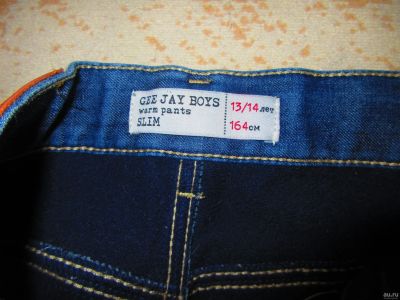 GEE JAY BOYS
warm pants
SLIM
13/14 лет
164 см
au.ru